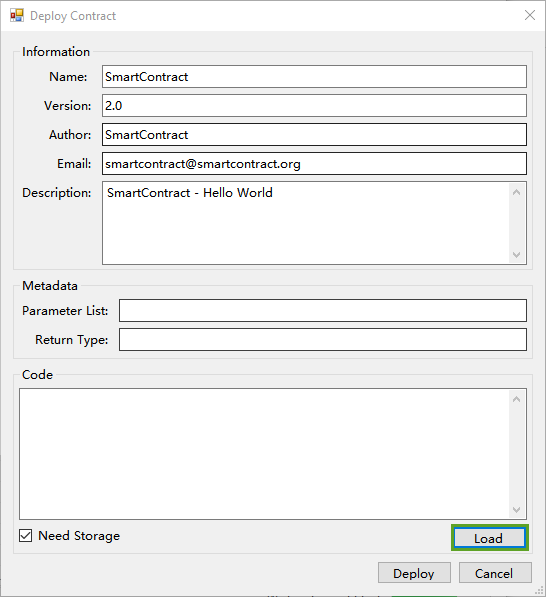 Deploy Contract
Information
Name: SmartContract
Version: 2.0
Author: SmartContract
Email: smartcontract@smartcontract.org
Description: SmartContract - Hello World
Metadata
Parameter List:
Return Type:
Code
Need Storage Load
Deploy Cancel